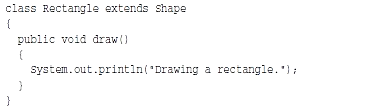 class Rectangle extends Shape
{
  public void draw()
  {
    System.out.println("Drawing a rectangle.");
  }
}